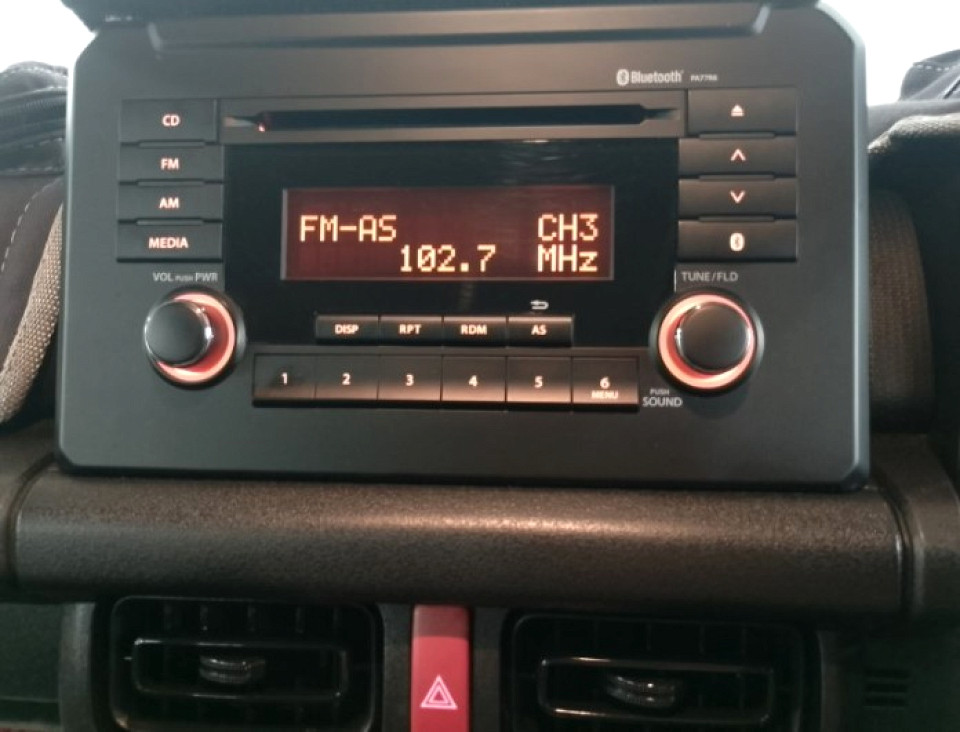 Bluetooth PA77RA
CD
FM
AM
MEDIA
FM-AS CH3
102.7 MHz
VOL PUSH PWR
TUNE/FLD
DISP RPT RDM AS
1 2 3 4 5 6
MENU
PUSH
SOUND